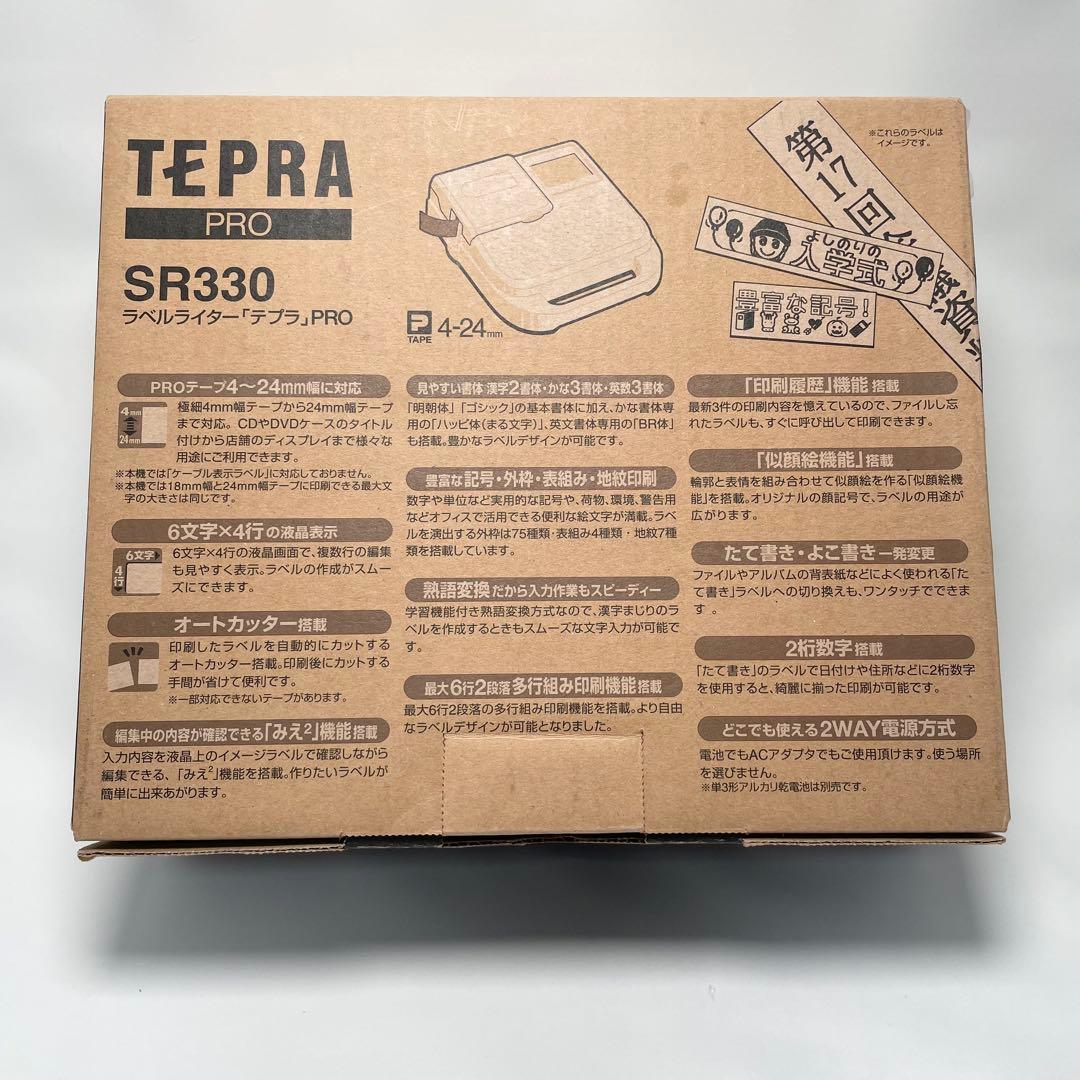 TEPRA
PRO
SR330
ラベルライター「テプラ」PRO
TAPE 4-24mm
※これらのラベルは
イメージです。
第17回
よしのりの
入学式
豊富な記号!
PROテープ4〜24mm幅に対応
4mm
24mm
極細4mm幅テープから24mm幅テープ
まで対応。CDやDVDケースのタイトル
付けから店舗のディスプレイまで様々な
用途にご利用できます。
※本機では「ケーブル表示ラベル」に対応しておりません。
※本機では18mm幅と24mm幅テープに印刷できる最大文
字の大きさは同じです。
6文字×4行の液晶表示
6文字
4行
6文字×4行の液晶画面で、複数行の編集
も見やすく表示。ラベルの作成がスムー
ズにできます。
オートカッター搭載
印刷したラベルを自動的にカットする
オートカッター搭載。印刷後にカットする
手間が省けて便利です。
※一部対応できないテープがあります。
編集中の内容が確認できる「みえ²」機能搭載
入力内容を液晶上のイメージラベルで確認しながら
編集できる、「みえ²」機能を搭載。作りたいラベルが
簡単に出来あがります。
見やすい書体 漢字2書体・かな3書体・英数3書体
「明朝体」「ゴシック」の基本書体に加え、かな書体専
用の「ハッピ体(まる文字)」、英文書体専用の「BR体」
も搭載。豊かなラベルデザインが可能です。
豊富な記号・外枠・表組み・地紋印刷
数字や単位など実用的な記号や、荷物、環境、警告用
などオフィスで活用できる便利な絵文字が満載。ラベ
ルを演出する外枠は75種類・表組み4種類・地紋7種
類を搭載しています。
熟語変換だから入力作業もスピーディー
学習機能付き熟語変換方式なので、漢字まじりのラ
ベルを作成するときもスムーズな文字入力が可能で
す。
最大6行2段落多行組み印刷機能搭載
最大6行2段落の多行組み印刷機能を搭載。より自由
なラベルデザインが可能となりました。
「印刷履歴」機能搭載
最新3件の印刷内容を憶えているので、ファイルし忘
れたラベルも、すぐに呼び出して印刷できます。
「似顔絵機能」搭載
輪郭と表情を組み合わせて似顔絵を作る「似顔絵機
能」を搭載。オリジナルの顔記号で、ラベルの用途が
広がります。
たて書き・よこ書き一発変更
ファイルやアルバムの背表紙などによく使われる「た
て書き」ラベルへの切り換えも、ワンタッチでできま
す 。
2桁数字搭載
「たて書き」のラベルで日付けや住所などに2桁数字
を使用すると、綺麗に揃った印刷が可能です。
どこでも使える2WAY電源方式
電池でもACアダプタでもご使用頂けます。使う場所
を選びません。
※単3形アルカリ乾電池は別売です。